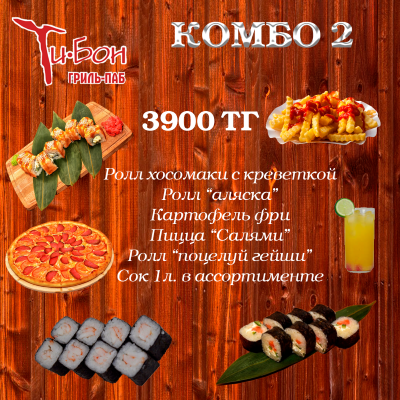 Ти-Бон
ГРИЛЬ-ПАБ
КОМБО 2
3900 ТГ
Ролл хосомаки с креветкой
Ролл “аляска”
Картофель фри
Пицца “Салями”
Ролл “поцелуй гейши”
Сок 1л. в ассортименте